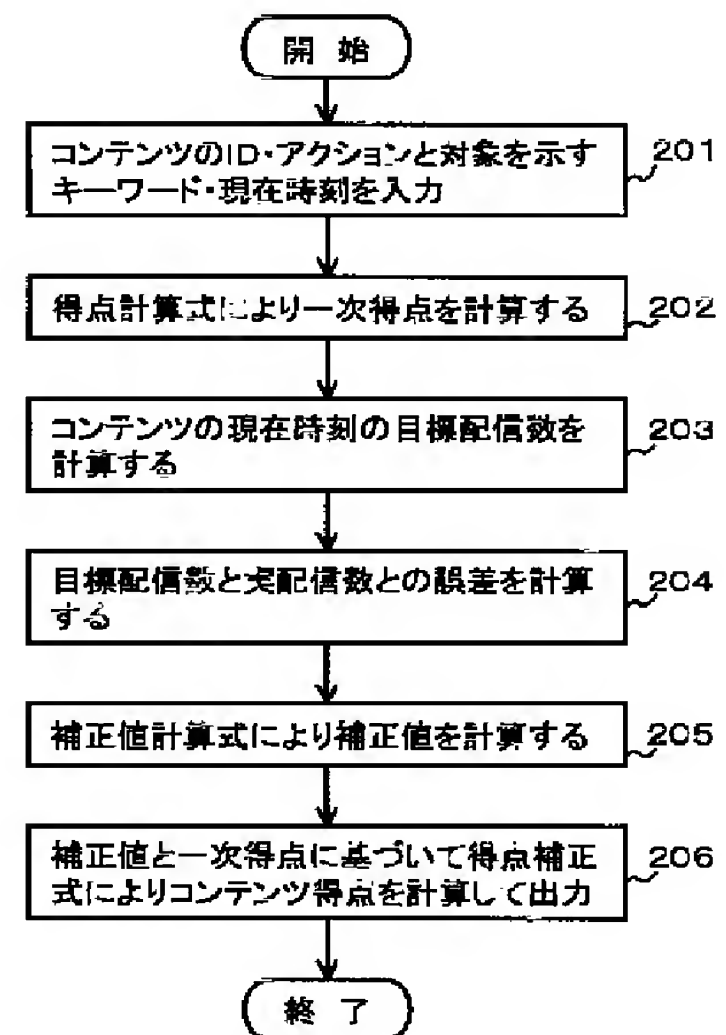 開 始
コンテンツのID・アクションと対象を示す
キーワード・現在時刻を入力
201
得点計算式により一次得点を計算する
202
コンテンツの現在時刻の目標配信数を
計算する
203
目標配信数と実配信数との誤差を計算
する
204
補正値計算式により補正値を計算する
205
補正値と一次得点に基づいて得点補正
式によりコンテンツ得点を計算して出力
206
終 了